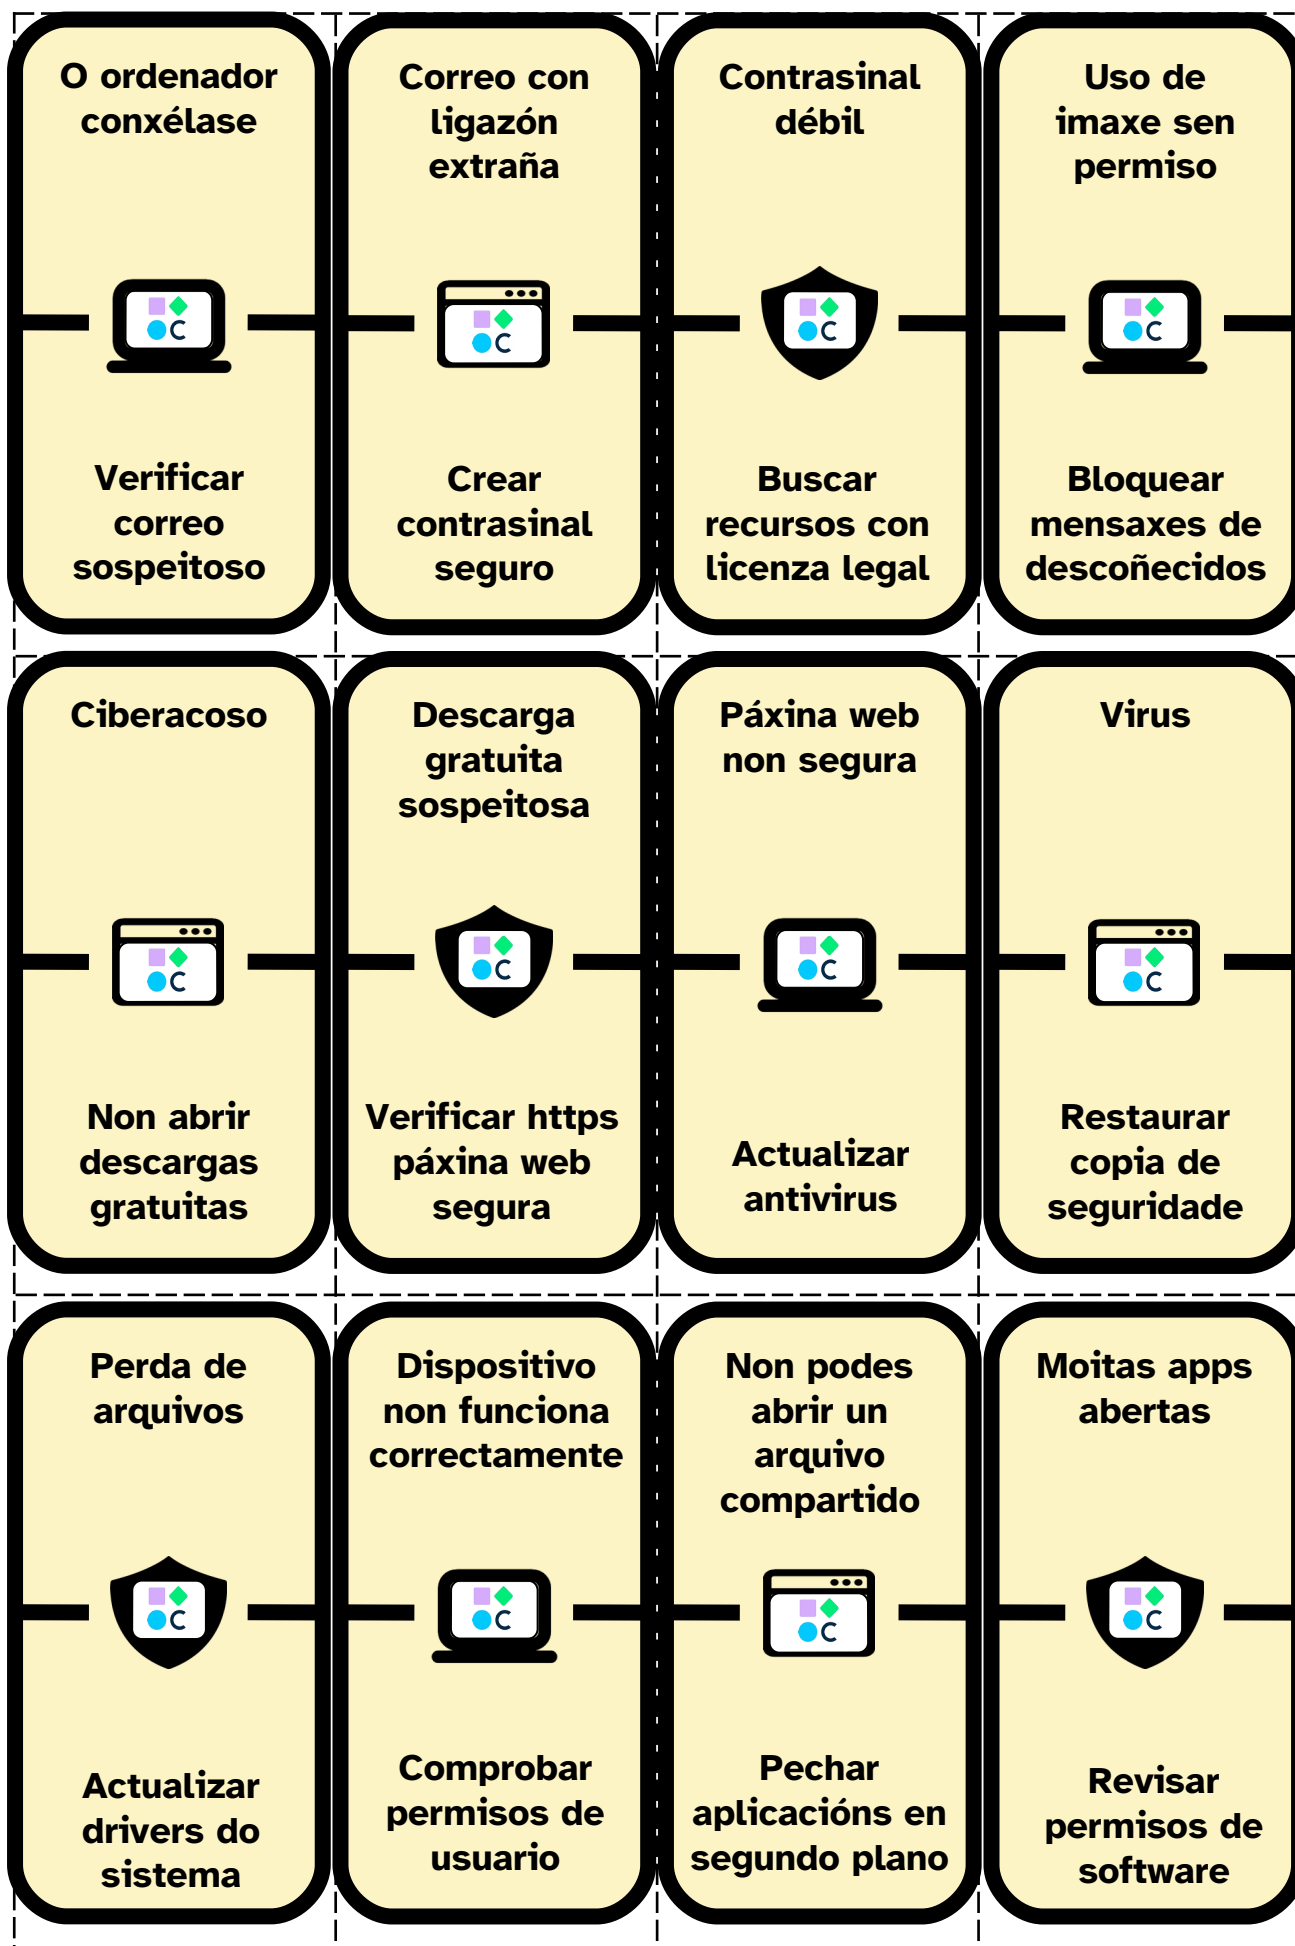 O ordenador
conxélase
Verificar
correo
sospeitoso
Correo con
ligazón
extraña
Crear
contrasinal
seguro
Contrasinal
débil
Buscar
recursos con
licenza legal
Uso de
imaxe sen
permiso
Bloquear
mensaxes de
descoñecidos
Ciberacoso
Non abrir
descargas
gratuitas
Descarga
gratuita
sospeitosa
Verificar https
páxina web
segura
Páxina web
non segura
Actualizar
antivirus
Virus
Restaurar
copia de
seguridade
Perda de
arquivos
Actualizar
drivers do
sistema
Dispositivo
non funciona
correctamente
Comprobar
permisos de
usuario
Non podes
abrir un
arquivo
compartido
Pechar
aplicacións en
segundo plano
Moitas apps
abertas
Revisar
permisos de
software